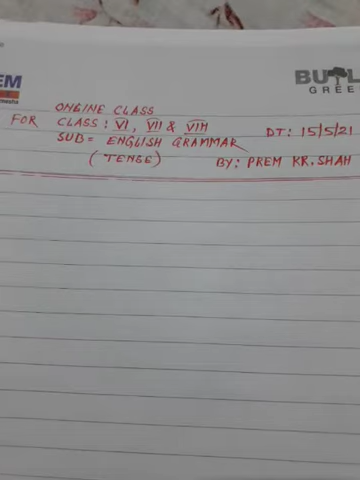 EM
BU
GREE
ONGINE CLASS
FOR CLASS : VI, VII & VIII
DT: 15/5/21
SUB= ENGLISH GRAMMAR
(TENSE) BY: PREM KR. SHAH